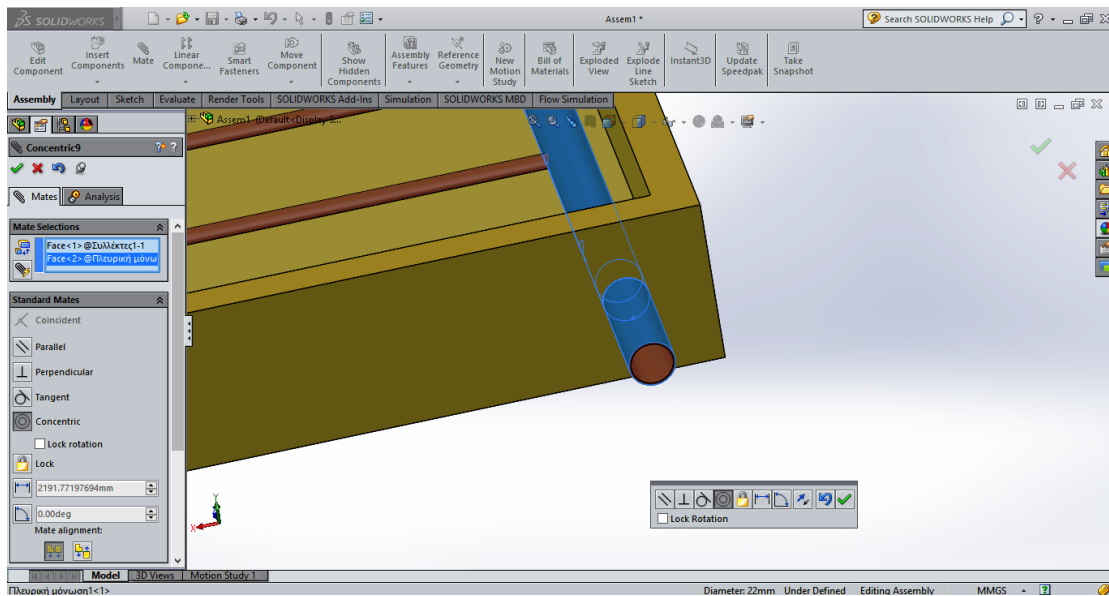 SOLIDWORKS
Assem1 *
Search SOLIDWORKS Help
Edit Component
Insert Components
Mate
Linear Compone...
Smart Fasteners
Move Component
Show Hidden Components
Assembly Features
Reference Geometry
New Motion Study
Bill of Materials
Exploded View
Explode Line Sketch
Instant3D
Update Speedpak
Take Snapshot
Assembly
Layout
Sketch
Evaluate
Render Tools
SOLIDWORKS Add-Ins
Simulation
SOLIDWORKS MBD
Flow Simulation
Assem1 (Default<Display S...
Concentric9
Mates
Analysis
Mate Selections
Face<1>@Συλλέκτες1-1
Face<2>@Πλευρική μόνω
Standard Mates
Coincident
Parallel
Perpendicular
Tangent
Concentric
Lock rotation
Lock
2191.77197694mm
0.00deg
Mate alignment:
Lock Rotation
Y
X
Model
3D Views
Motion Study 1
Πλευρική μόνωση1<1>
Diameter: 22mm
Under Defined
Editing Assembly
MMGS